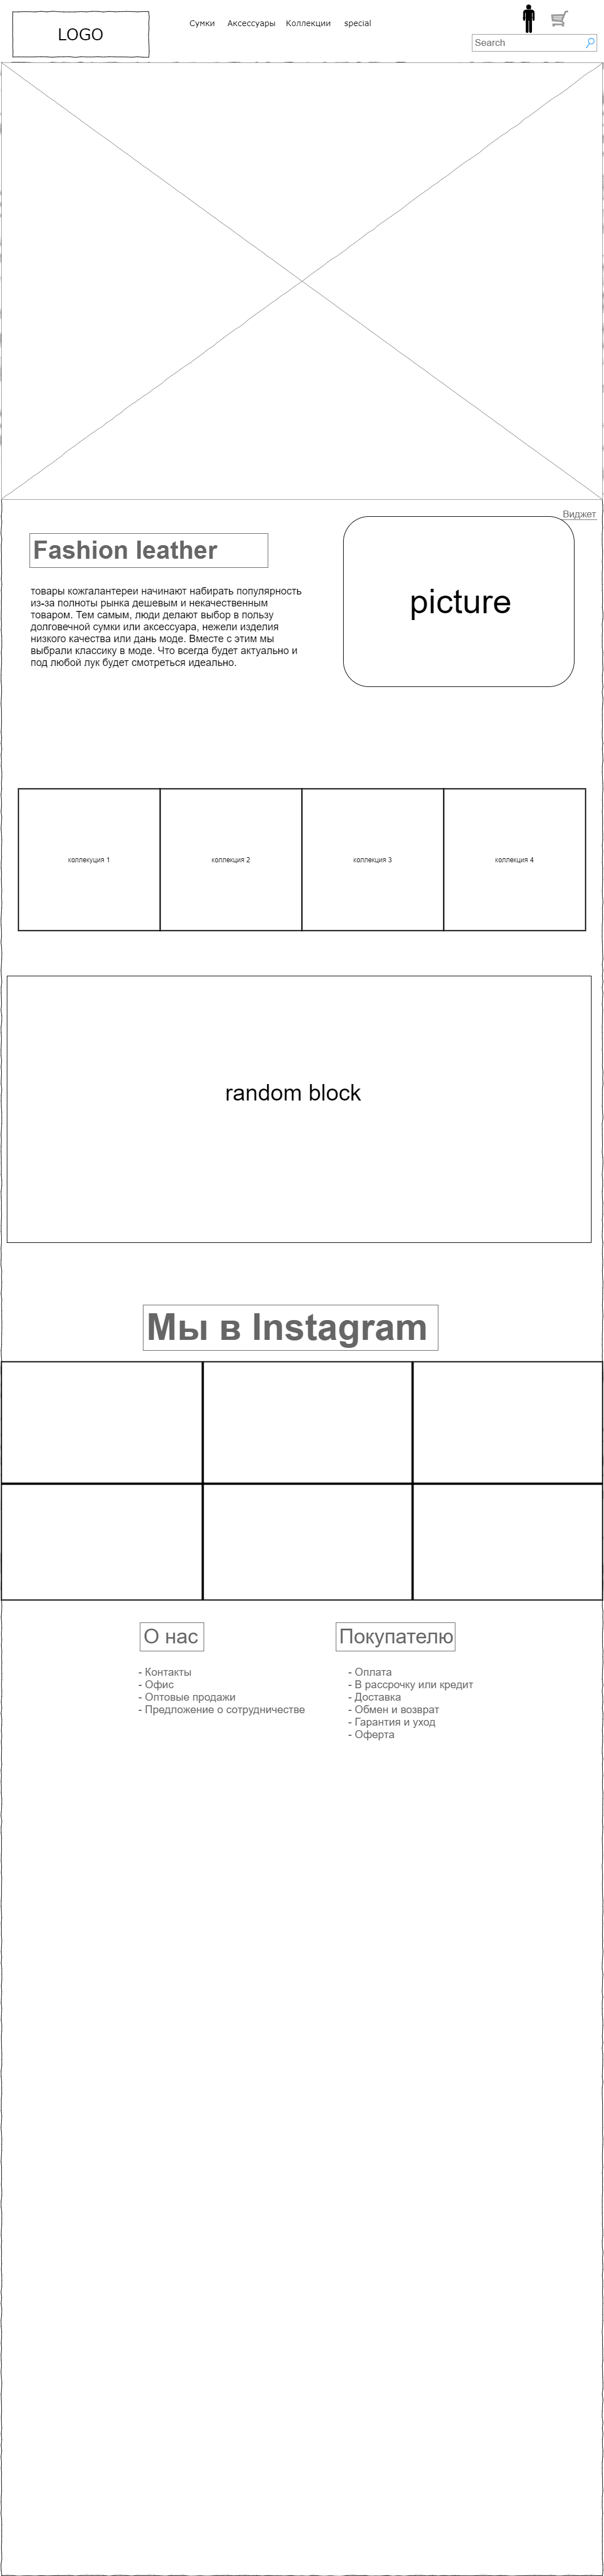 LOGO
Сумки Аксессуары Коллекции special
Search
Виджет
Fashion leather
picture
товары кожгалантереи начинают набирать популярность
из-за полноты рынка дешевым и некачественным
товаром. Тем самым, люди делают выбор в пользу
долговечной сумки или аксессуара, нежели изделия
низкого качества или дань моде. Вместе с этим мы
выбрали классику в моде. Что всегда будет актуально и
под любой лук будет смотреться идеально.
коллекуция 1
коллекция 2
коллекция 3
коллекция 4
random block
Мы в Instagram
О нас
- Контакты
- Офис
- Оптовые продажи
- Предложение о сотрудничестве
Покупателю
- Оплата
- В рассрочку или кредит
- Доставка
- Обмен и возврат
- Гарантия и уход
- Оферта